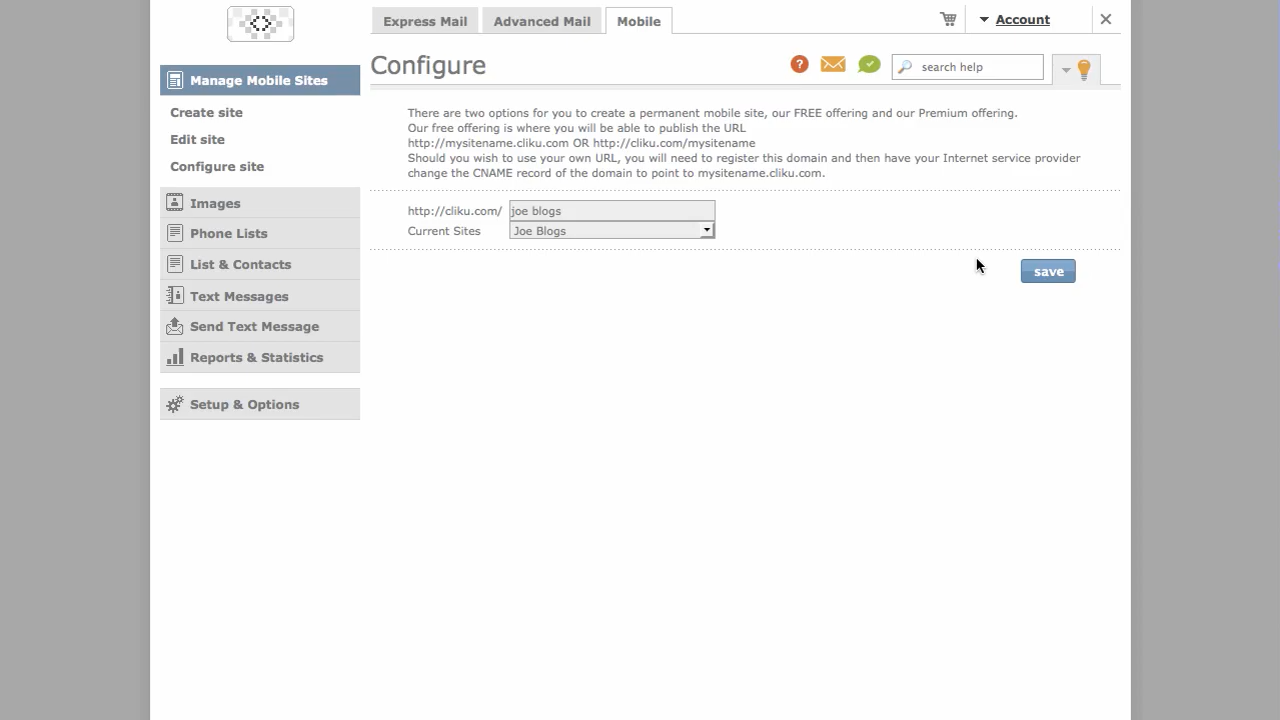 Express Mail
Advanced Mail
Mobile
Account
Manage Mobile Sites
Create site
Edit site
Configure site
Images
Phone Lists
List & Contacts
Text Messages
Send Text Message
Reports & Statistics
Setup & Options
Configure
?
search help
There are two options for you to create a permanent mobile site, our FREE offering and our Premium offering.
Our free offering is where you will be able to publish the URL
http://mysitename.cliku.com OR http://cliku.com/mysitename
Should you wish to use your own URL, you will need to register this domain and then have your Internet service provider
change the CNAME record of the domain to point to mysitename.cliku.com.
http://cliku.com/ joe blogs
Current Sites Joe Blogs
save